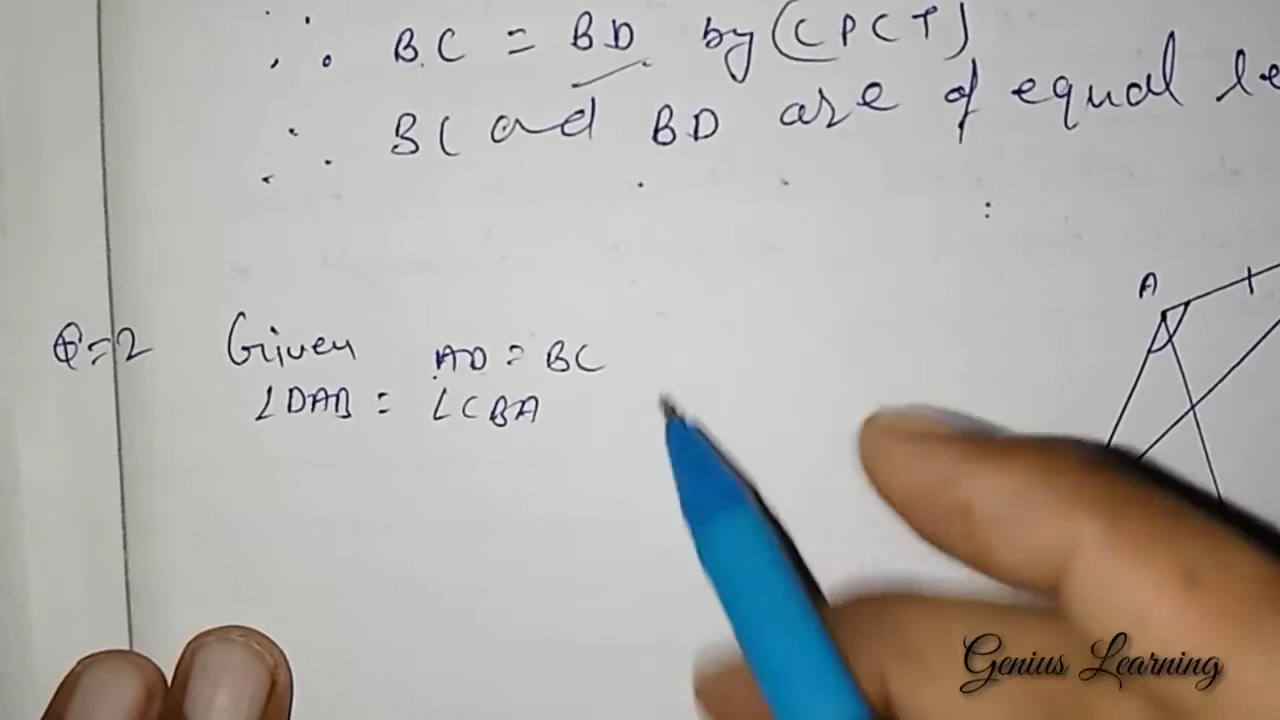 ∴ BC = BD by (CPCT)
∴ BC and BD are of equal le
Q=2 Given AD = BC
∠DAB = ∠CBA
A
Genius Learning